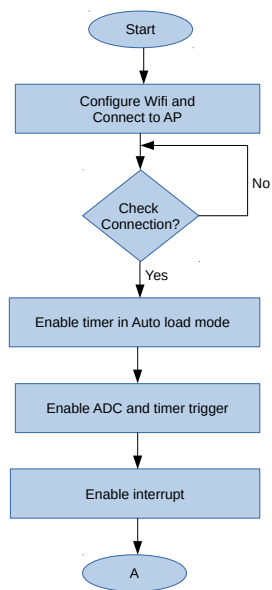 Start
Configure Wifi and
Connect to AP
No
Check
Connection?
Yes
Enable timer in Auto load mode
Enable ADC and timer trigger
Enable interrupt
A